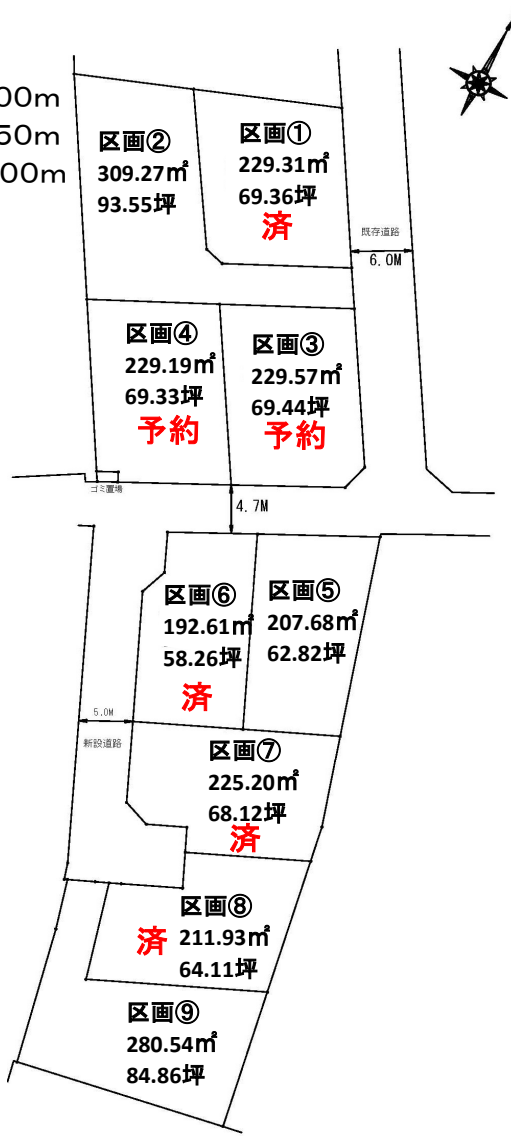 00m
50m
00m
区画②
309.27㎡
93.55坪
区画①
229.31㎡
69.36坪
済
既存道路
6.0M
区画④
229.19㎡
69.33坪
予約
区画③
229.57㎡
69.44坪
予約
ゴミ置場
4.7M
区画⑥
192.61㎡
58.26坪
済
区画⑤
207.68㎡
62.82坪
5.0M
新設道路
区画⑦
225.20㎡
68.12坪
済
区画⑧
211.93㎡
64.11坪
済
区画⑨
280.54㎡
84.86坪